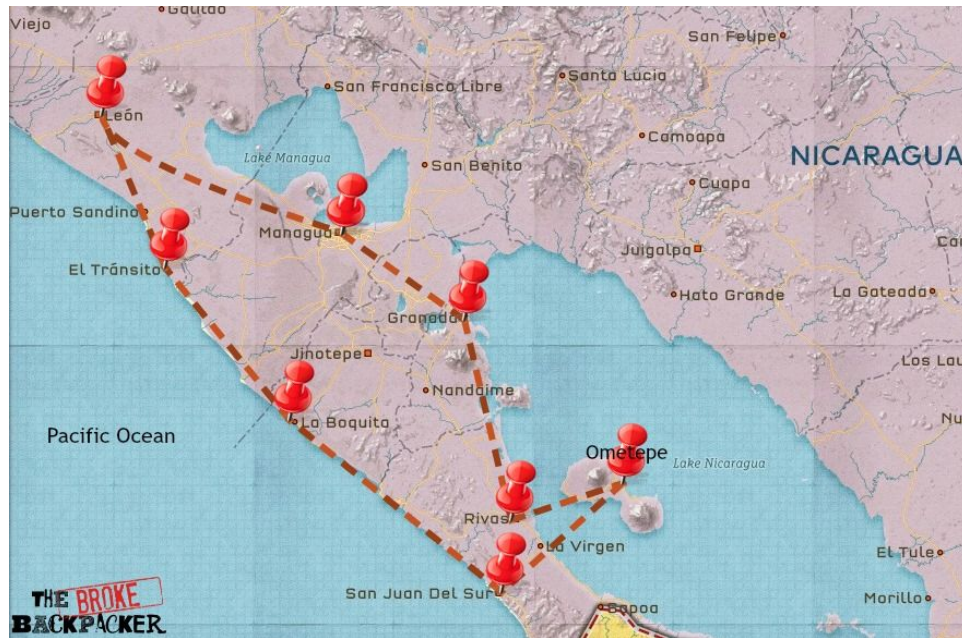 Gautao
Viejo
San Felipe
Santa Lucia
San Francisco Libre
León
Camoapa
Lake Managua
San Benito
NICARAGUA
Cuapa
Puerto Sandino
Managua
Juigalpa
El Tránsito
Hato Grande
La Gateada
Granada
Jinotepe
Los Lau
Nandaime
La Boquita
Nu
Pacific Ocean
Ometepe
Lake Nicaragua
Rivas
La Virgen
El Tule
San Juan Del Sur
Morillo
Sapoa
THE BROKE
BACKPACKER